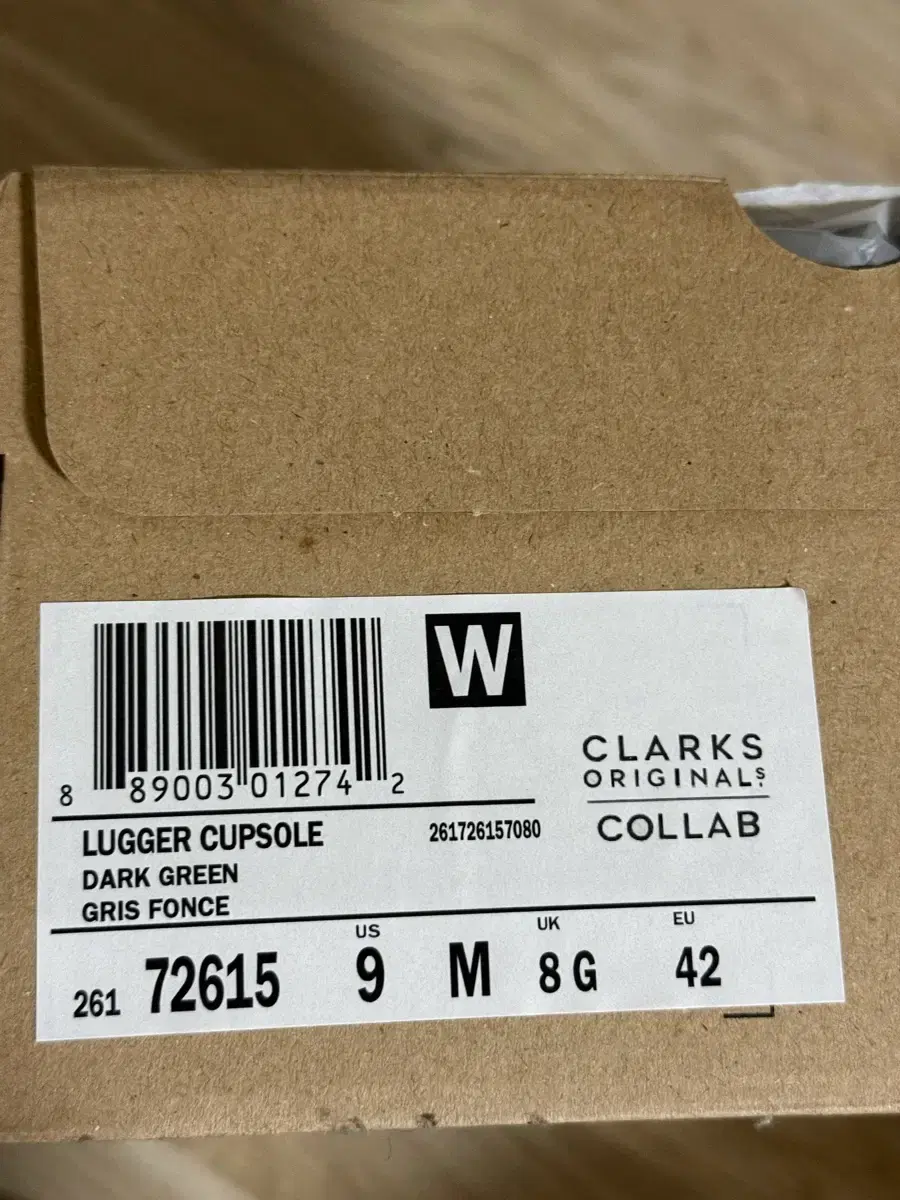 W
8 89003 01274 2
CLARKS
ORIGINALS.
COLLAB
LUGGER CUPSOLE
261726157080
DARK GREEN
GRIS FONCE
US UK EU
261 72615 9 M 8 G 42